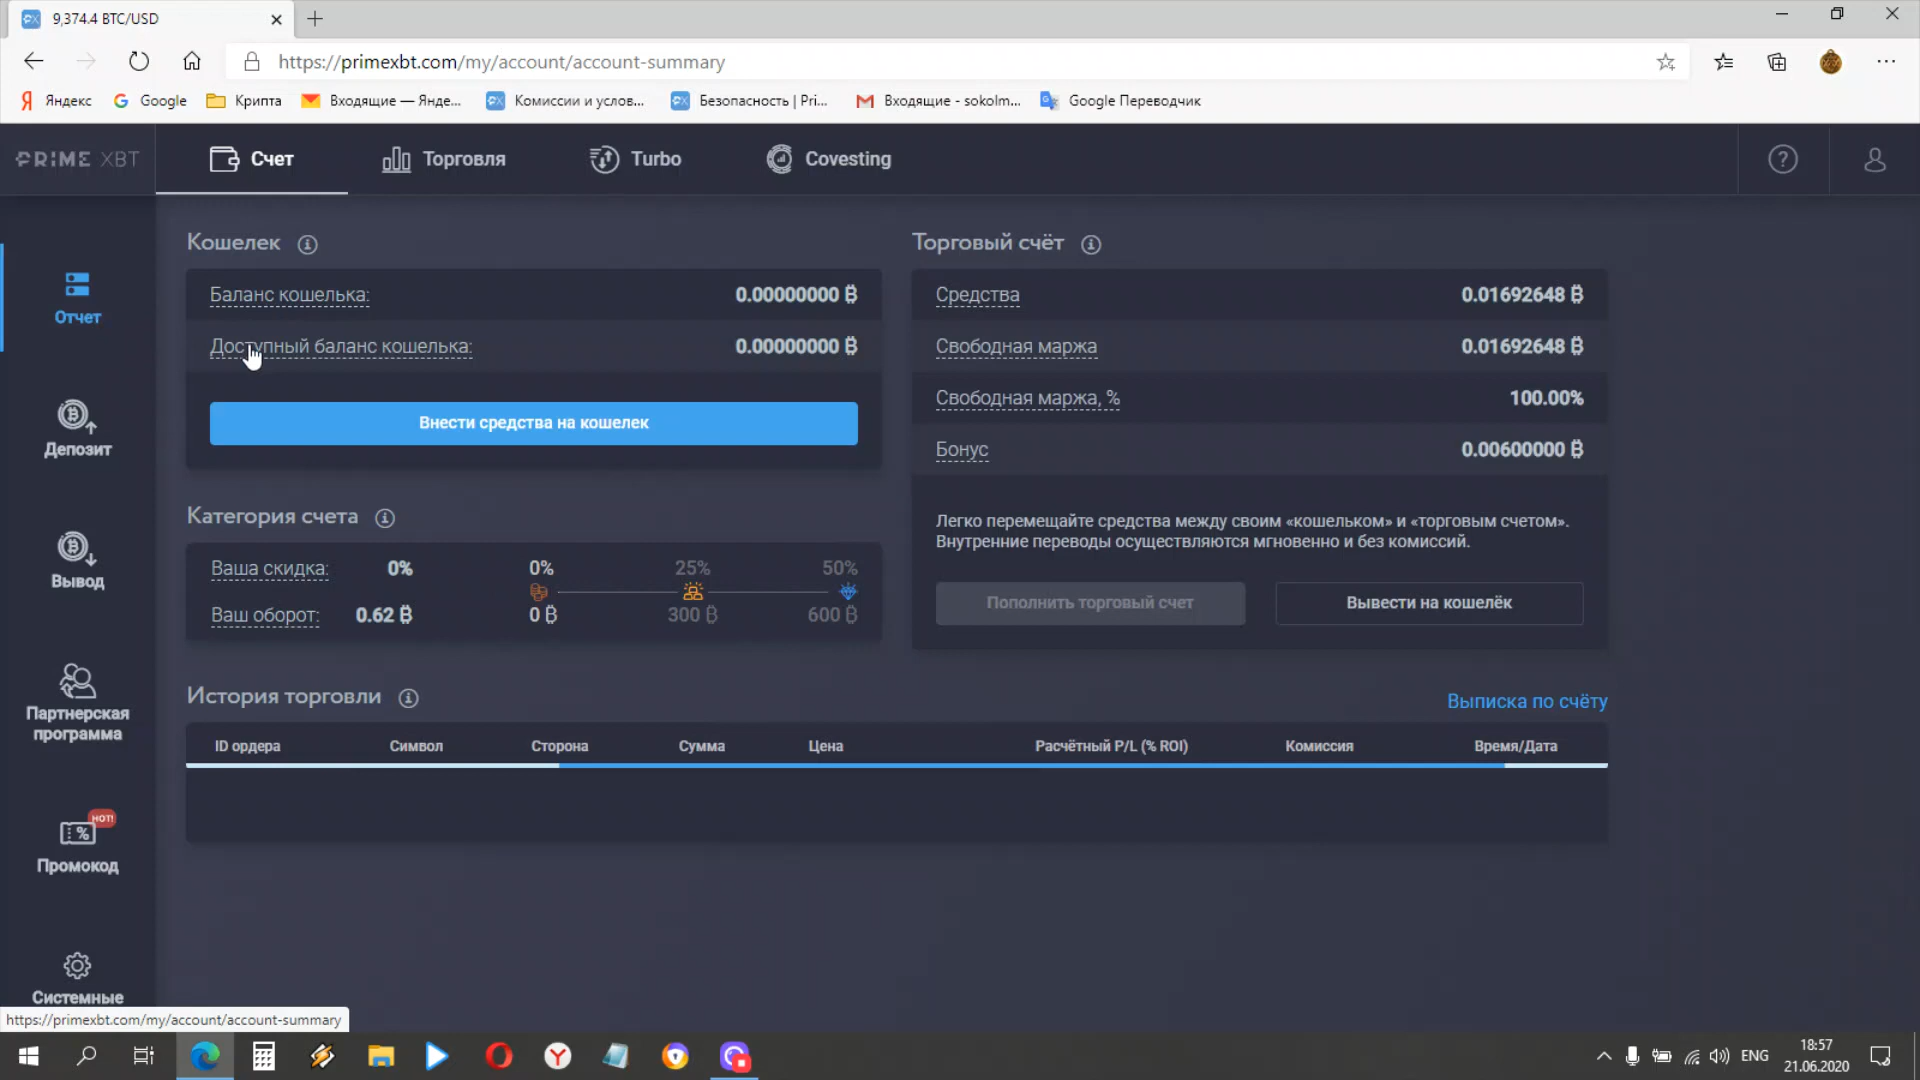 9,374.4 BTC/USD
https://primexbt.com/my/account/account-summary
Яндекс
Google
Крипта
Входящие — Янде...
Комиссии и услов...
Безопасность | Pri...
Входящие - sokolm...
Google Переводчик
PRIME XBT
Счет
Торговля
Turbo
Covesting
Отчет
Депозит
Вывод
Партнерская
программа
HOT!
Промокод
Системные
Кошелек
Баланс кошелька: 0.00000000 ₿
Доступный баланс кошелька: 0.00000000 ₿
Внести средства на кошелек
Категория счета
Ваша скидка: 0% 0% 25% 50%
Ваш оборот: 0.62 ₿ 0 ₿ 300 ₿ 600 ₿
Торговый счёт
Средства 0.01692648 ₿
Свободная маржа 0.01692648 ₿
Свободная маржа, % 100.00%
Бонус 0.00600000 ₿
Легко перемещайте средства между своим «кошельком» и «торговым счетом».
Внутренние переводы осуществляются мгновенно и без комиссий.
Пополнить торговый счет
Вывести на кошелёк
История торговли
Выписка по счёту
ID ордера Символ Сторона Сумма Цена Расчётный P/L (% ROI) Комиссия Время/Дата
https://primexbt.com/my/account/account-summary
ENG
18:57
21.06.2020